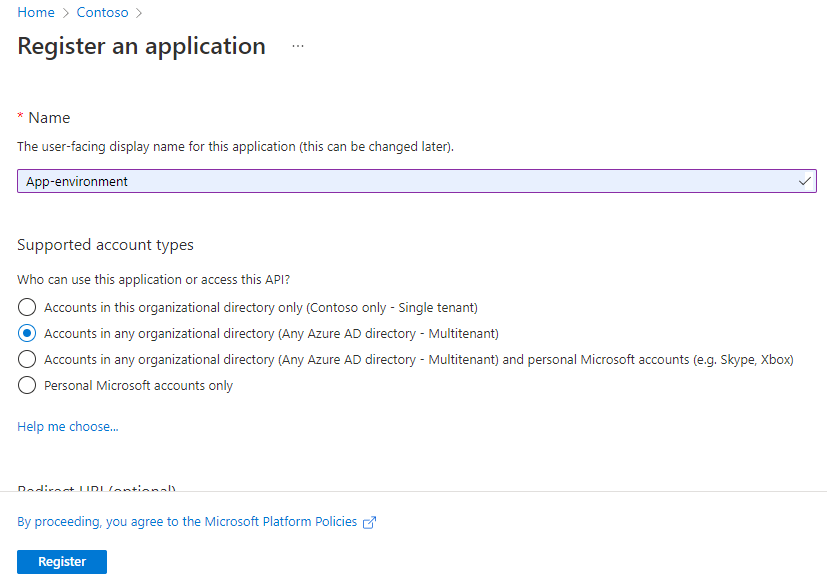 Home > Contoso >
Register an application ...
* Name
The user-facing display name for this application (this can be changed later).
App-environment
Supported account types
Who can use this application or access this API?
Accounts in this organizational directory only (Contoso only - Single tenant)
Accounts in any organizational directory (Any Azure AD directory - Multitenant)
Accounts in any organizational directory (Any Azure AD directory - Multitenant) and personal Microsoft accounts (e.g. Skype, Xbox)
Personal Microsoft accounts only
Help me choose...
Redirect URI (optional)
By proceeding, you agree to the Microsoft Platform Policies
Register